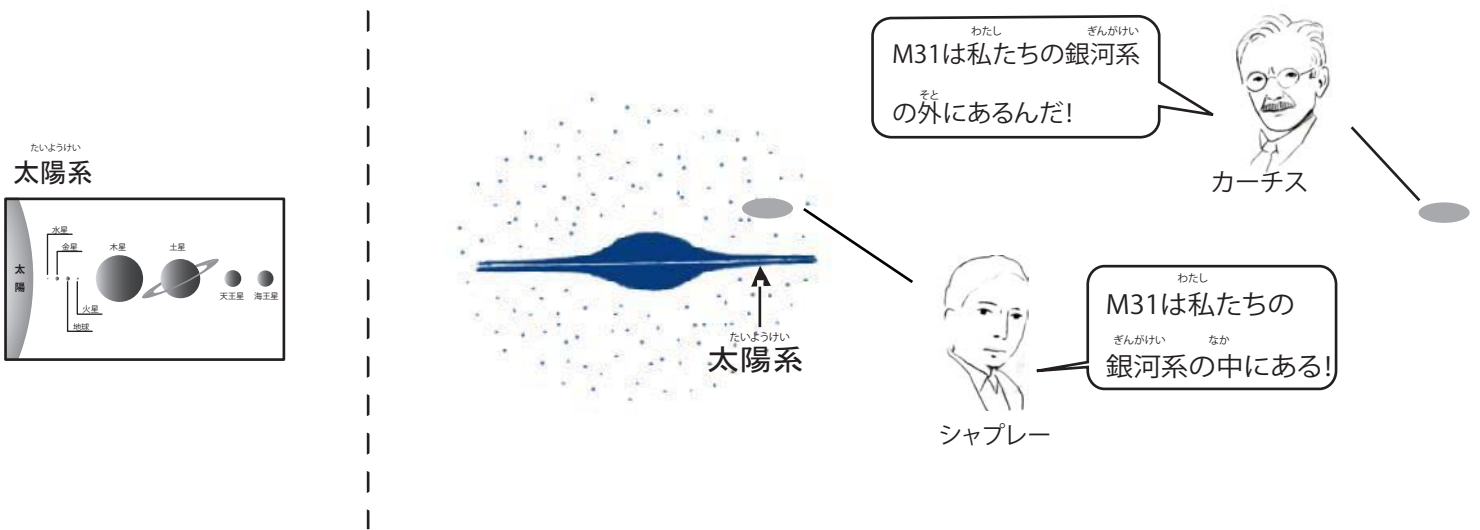 たいようけい
太陽系
太陽
水星
金星
地球
火星
木星
土星
天王星
海王星
たいようけい
太陽系
わたし ぎんがけい
M31は私たちの銀河系
そと
の外にあるんだ!
カーチス
わたし
M31は私たちの
ぎんがけい なか
銀河系の中にある!
シャプレー